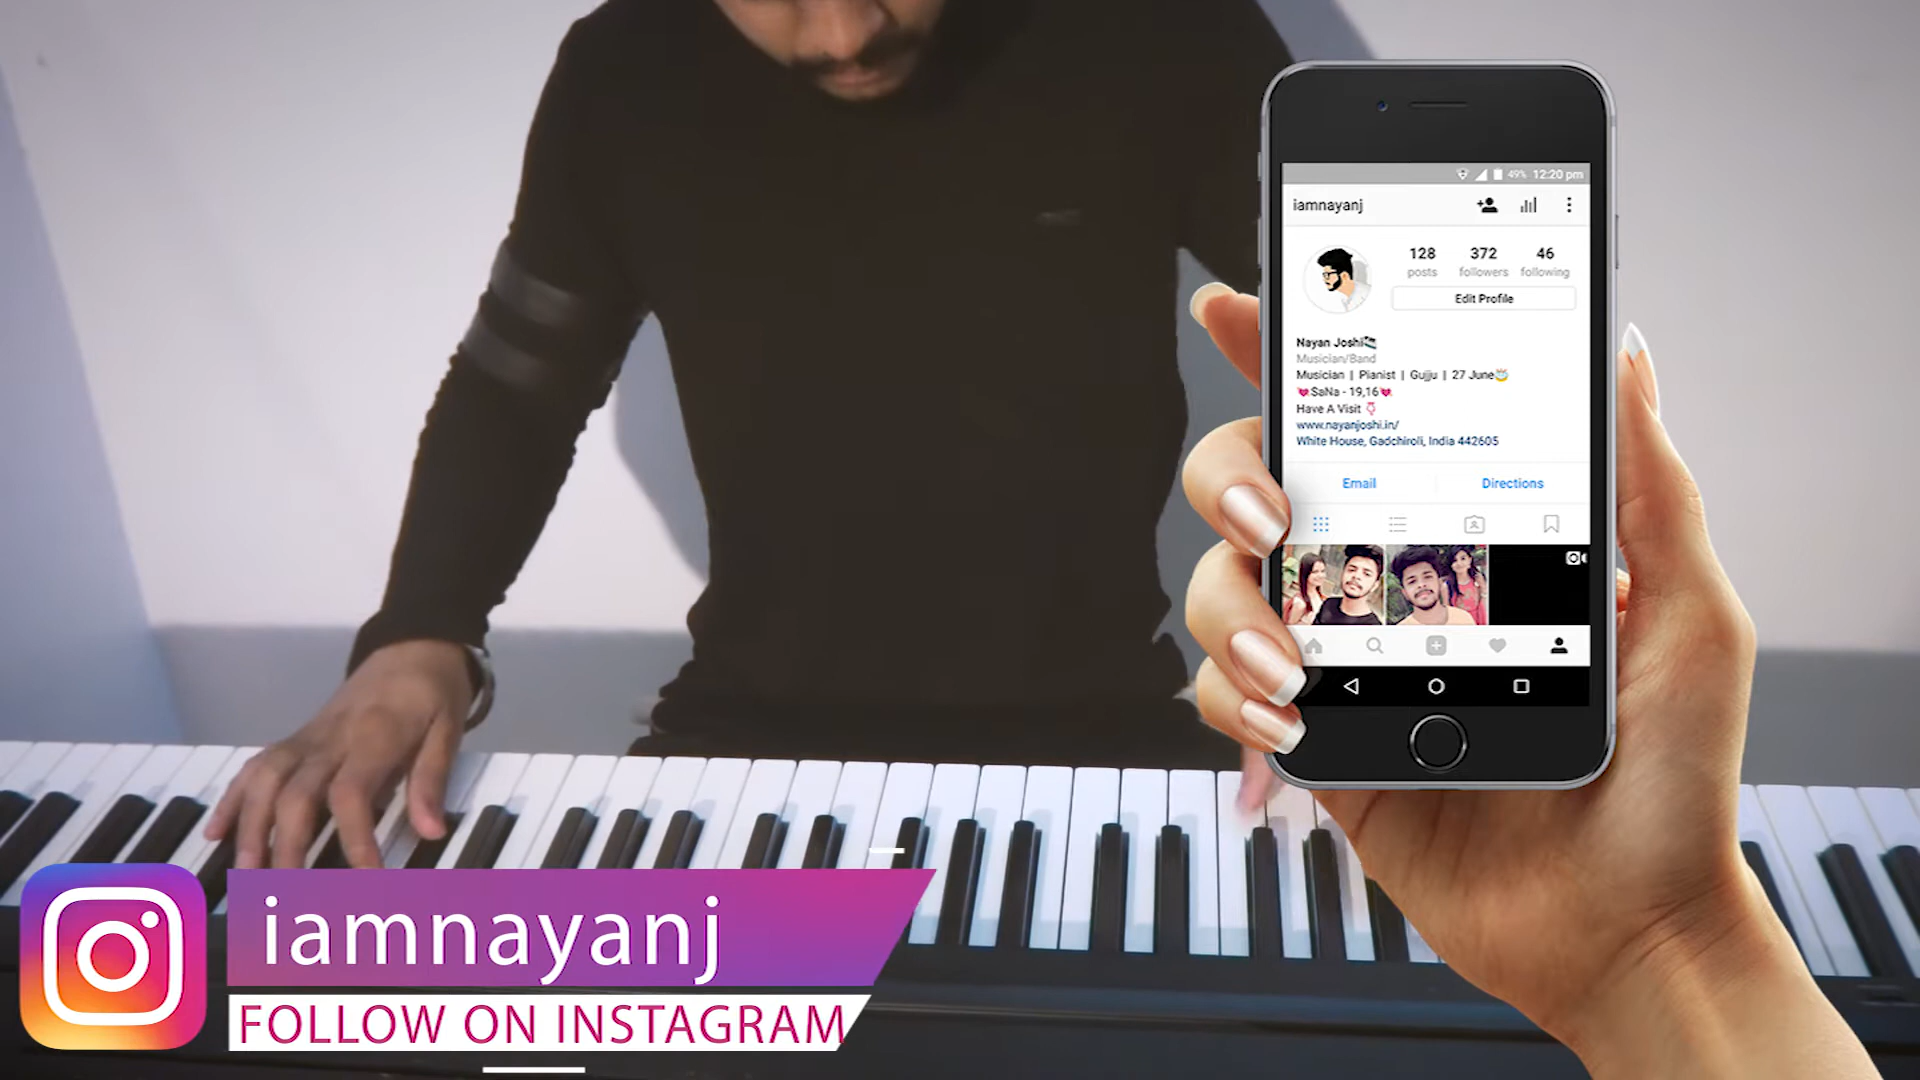 49% 12:20 pm
iamnayanj
128 372 46
posts followers following
Edit Profile
Nayan Joshi
Musician/Band
Musician | Pianist | Gujju | 27 June
SaNa - 19,16
Have A Visit
www.nayanjoshi.in/
White House, Gadchiroli, India 442605
Email Directions
iamnayanj
FOLLOW ON INSTAGRAM